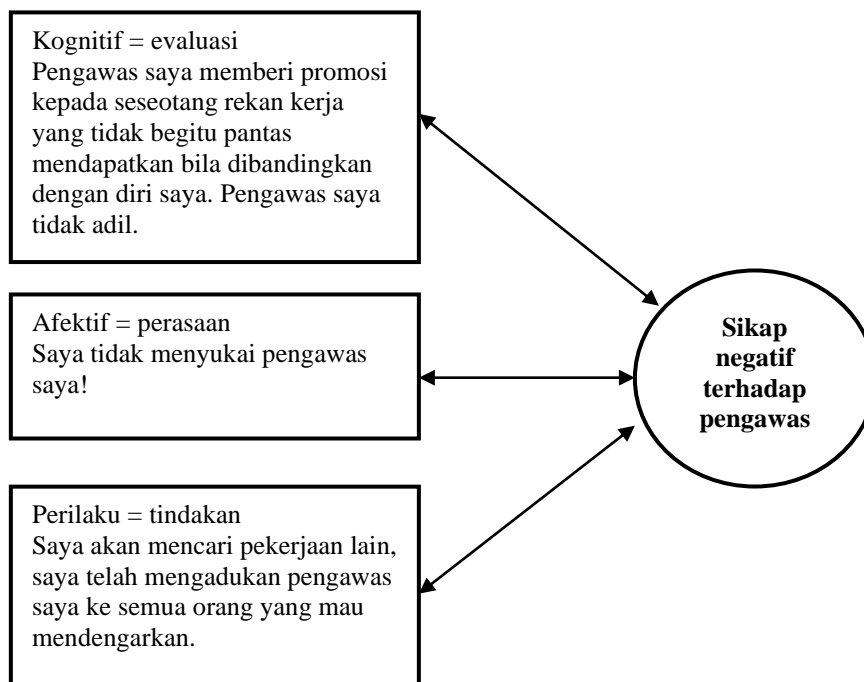 Kognitif = evaluasi
Pengawas saya memberi promosi
kepada seseotang rekan kerja
yang tidak begitu pantas
mendapatkan bila dibandingkan
dengan diri saya. Pengawas saya
tidak adil.
Afektif = perasaan
Saya tidak menyukai pengawas
saya!
Perilaku = tindakan
Saya akan mencari pekerjaan lain,
saya telah mengadukan pengawas
saya ke semua orang yang mau
mendengarkan.
Sikap
negatif
terhadap
pengawas